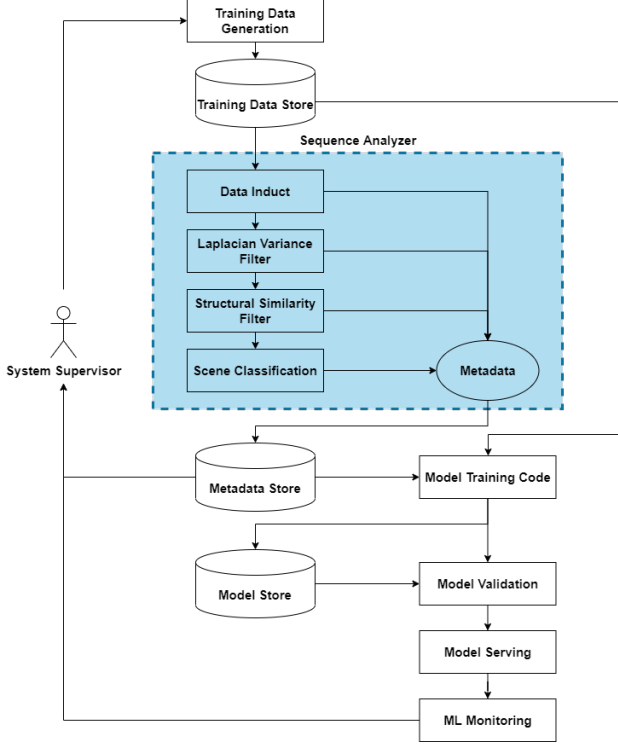 Training Data
Generation
Training Data Store
Sequence Analyzer
Data Induct
Laplacian Variance
Filter
Structural Similarity
Filter
System Supervisor
Scene Classification
Metadata
Metadata Store
Model Training Code
Model Store
Model Validation
Model Serving
ML Monitoring